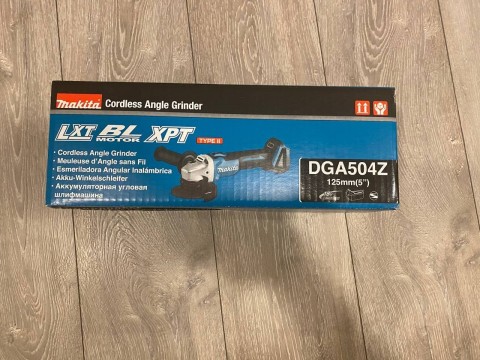 makita Cordless Angle Grinder
LXT BL MOTOR XPT TYPE II
• Cordless Angle Grinder
• Meuleuse d'Angle sans Fil
• Esmeriladora Angular Inalámbrica
• Akku-Winkelschleifer
• Аккумуляторная угловая
шлифмашина
makita
DGA504Z
125mm(5")